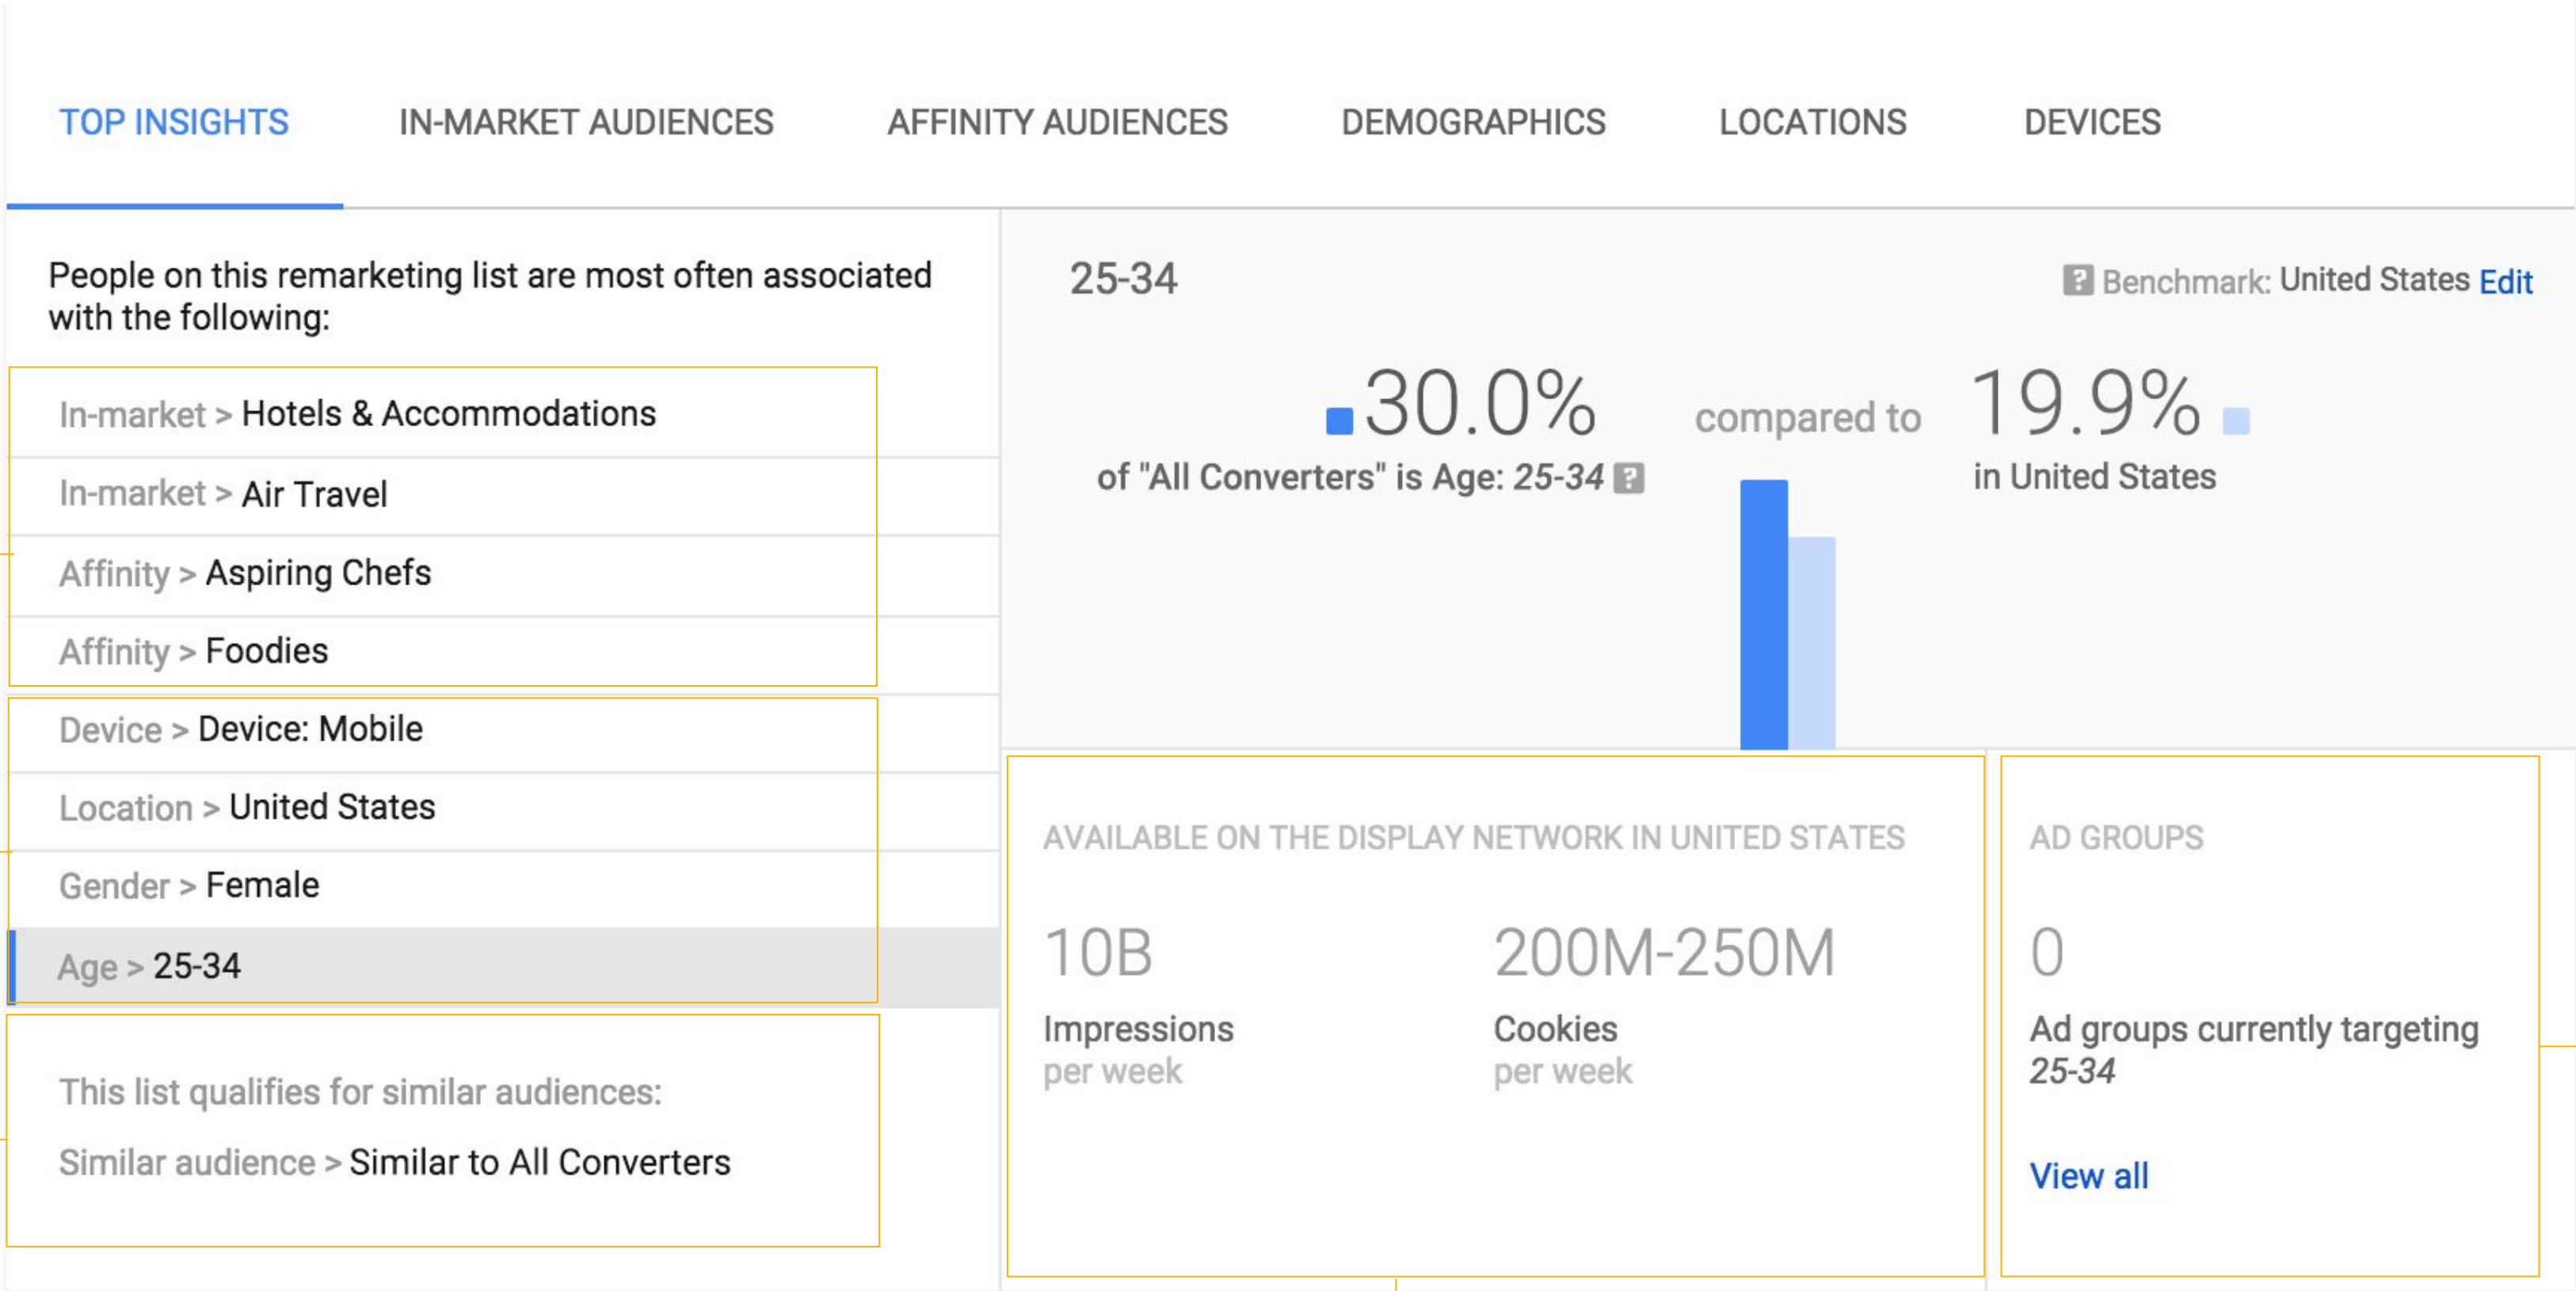 TOP INSIGHTS
IN-MARKET AUDIENCES
AFFINITY AUDIENCES
DEMOGRAPHICS
LOCATIONS
DEVICES
People on this remarketing list are most often associated
with the following:
In-market > Hotels & Accommodations
In-market > Air Travel
Affinity > Aspiring Chefs
Affinity > Foodies
Device > Device: Mobile
Location > United States
Gender > Female
Age > 25-34
This list qualifies for similar audiences:
Similar audience > Similar to All Converters
25-34
? Benchmark: United States Edit
30.0% compared to 19.9%
of "All Converters" is Age: 25-34 ?
in United States
AVAILABLE ON THE DISPLAY NETWORK IN UNITED STATES
10B
Impressions
per week
200M-250M
Cookies
per week
AD GROUPS
0
Ad groups currently targeting
25-34
View all